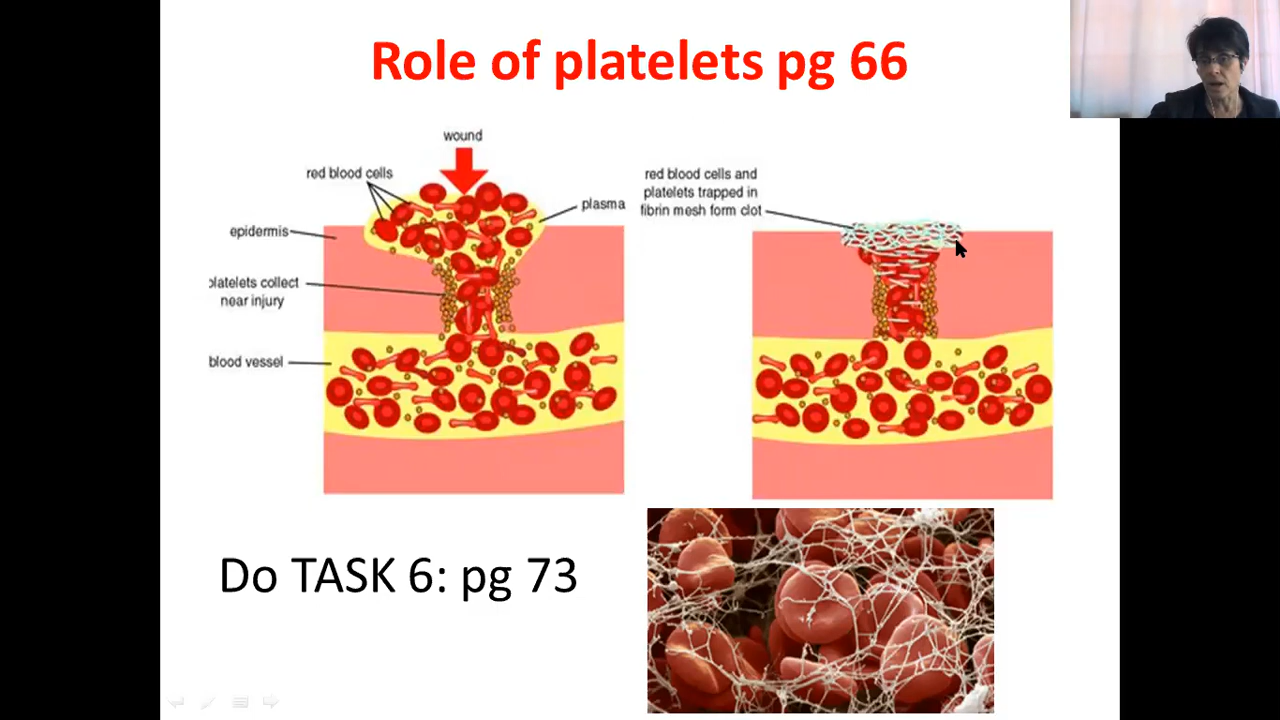 Role of platelets pg 66
wound
red blood cells
plasma
epidermis
platelets collect
near injury
blood vessel
red blood cells and
platelets trapped in
fibrin mesh form clot
Do TASK 6: pg 73